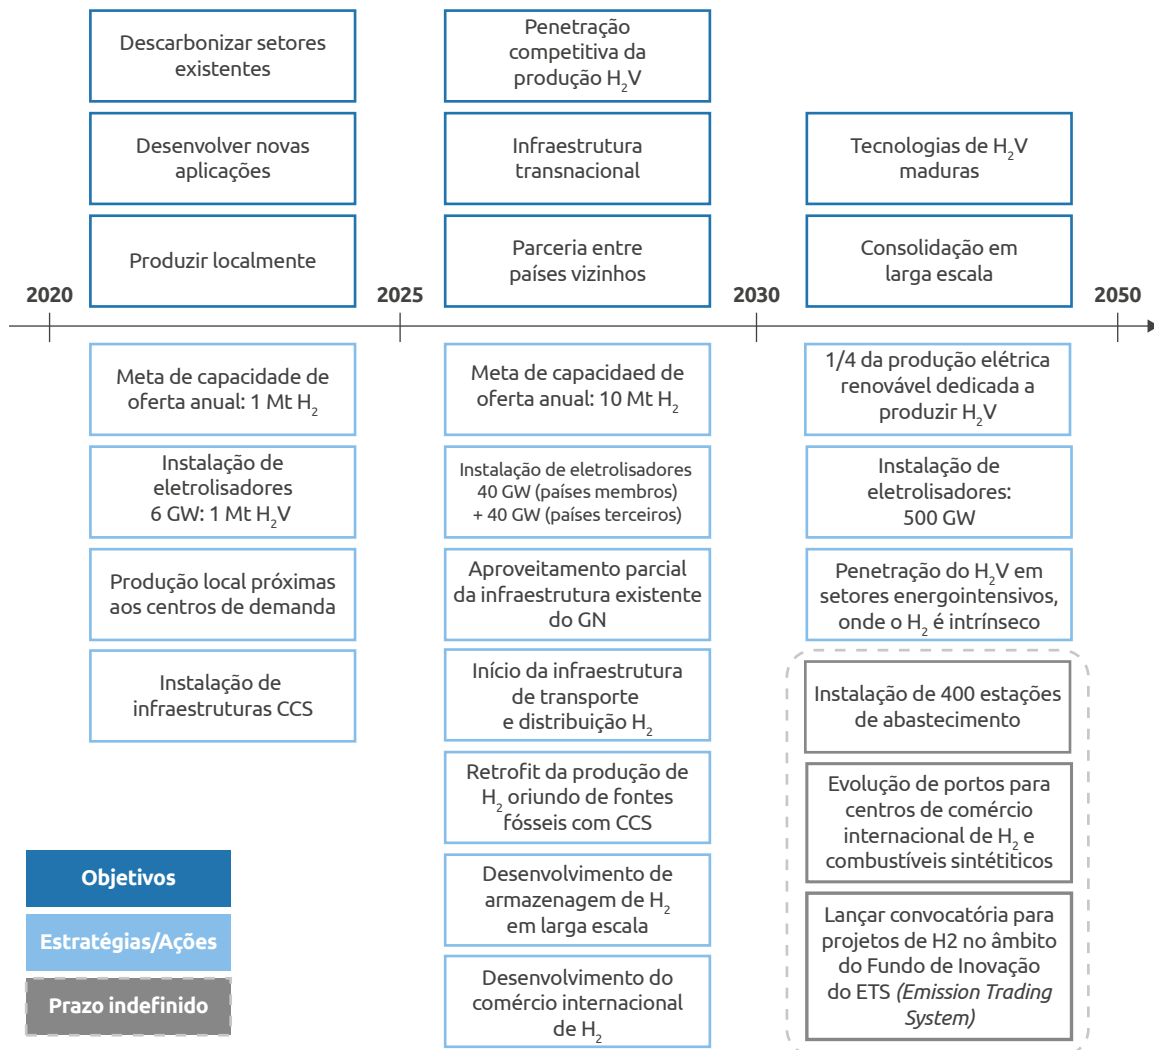 Descarbonizar setores
existentes
Desenvolver novas
aplicações
Produzir localmente
Penetração
competitiva da
produção H₂V
Infraestrutura
transnacional
Parceria entre
países vizinhos
Tecnologias de H₂V
maduras
Consolidação em
larga escala
2020
2025
2030
2050
Meta de capacidade de
oferta anual: 1 Mt H₂
Instalação de
eletrolisadores
6 GW: 1 Mt H₂V
Produção local próximas
aos centros de demanda
Instalação de
infraestruturas CCS
Meta de capacidaed de
oferta anual: 10 Mt H₂
Instalação de eletrolisadores
40 GW (países membros)
+ 40 GW (países terceiros)
Aproveitamento parcial
da infraestrutura existente
do GN
Início da infraestrutura
de transporte
e distribuição H₂
Retrofit da produção de
H₂ oriundo de fontes
fósseis com CCS
Desenvolvimento de
armazenagem de H₂
em larga escala
Desenvolvimento do
comércio internacional
de H₂
1/4 da produção elétrica
renovável dedicada a
produzir H₂V
Instalação de
eletrolisadores:
500 GW
Penetração do H₂V em
setores energointensivos,
onde o H₂ é intrínseco
Instalação de 400 estações
de abastecimento
Evolução de portos para
centros de comércio
internacional de H₂ e
combustíveis sintétiticos
Lançar convocatória para
projetos de H2 no âmbito
do Fundo de Inovação
do ETS (Emission Trading
System)
Objetivos
Estratégias/Ações
Prazo indefinido